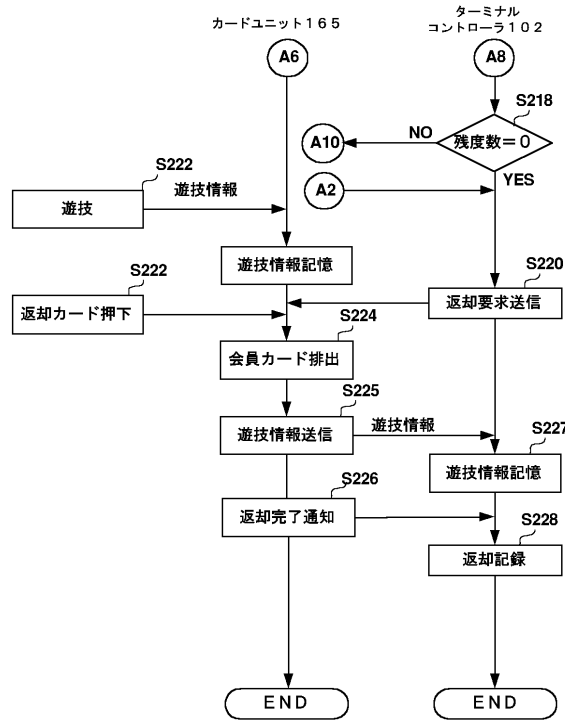 カードユニット１６５
ターミナル
コントローラ１０２
A6
A8
S218
残度数＝０
NO
A10
YES
A2
S222
遊技
遊技情報
遊技情報記憶
S220
返却要求送信
S222
返却カード押下
S224
会員カード排出
S225
遊技情報送信
遊技情報
S227
遊技情報記憶
S226
返却完了通知
S228
返却記録
END
END